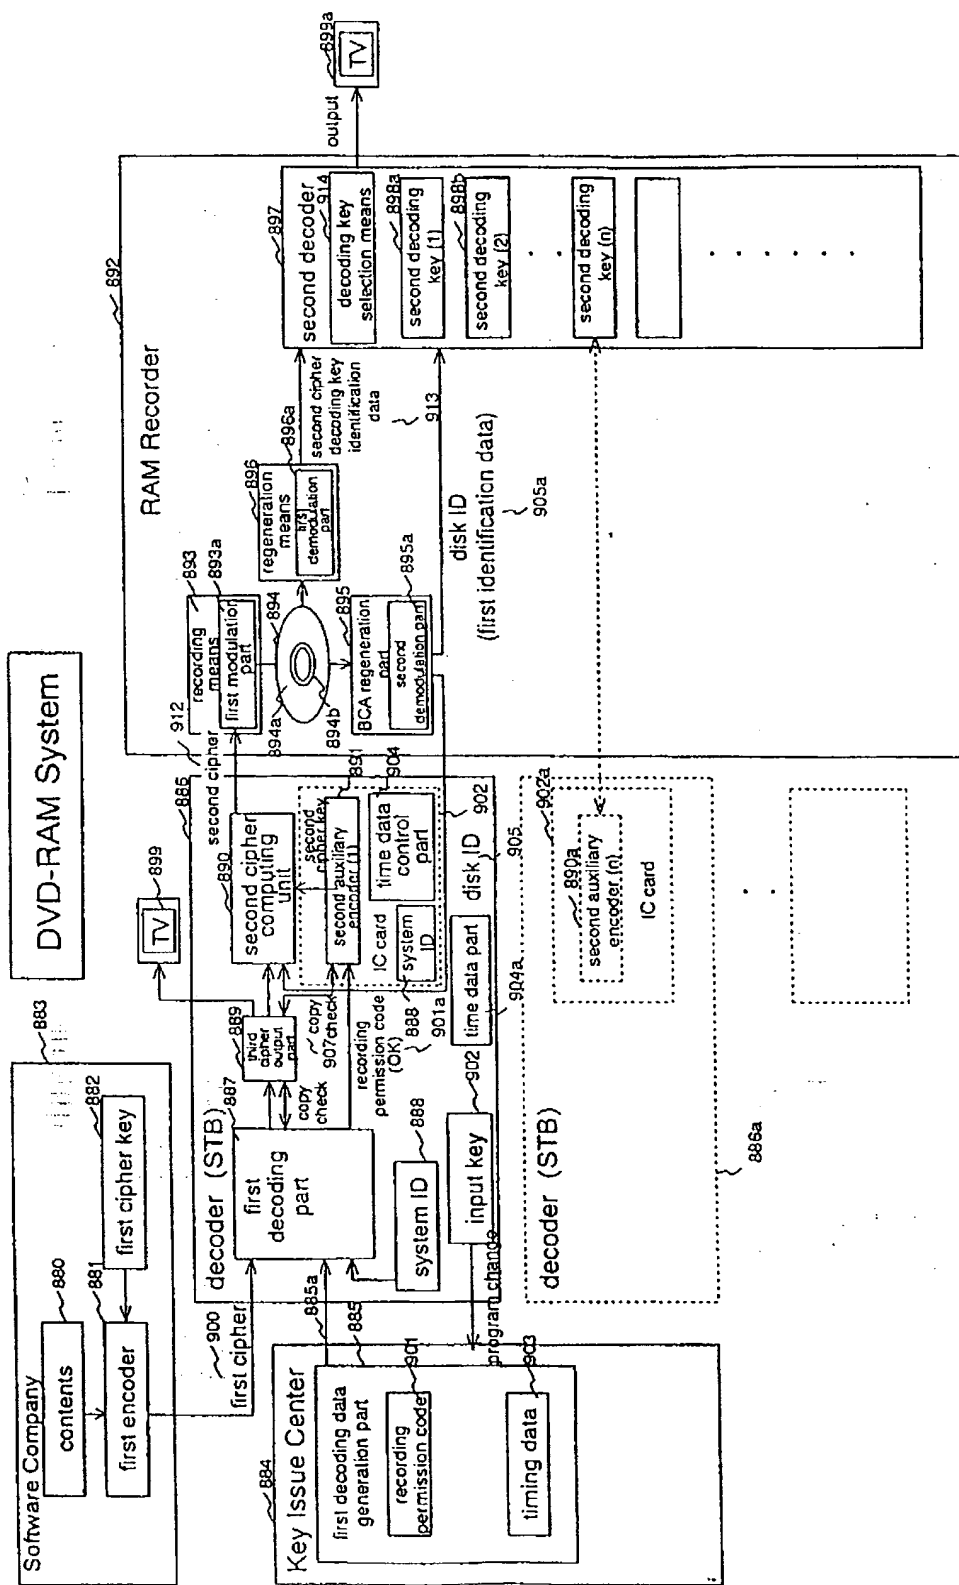 DVD-RAM System
Software Company
883
contents
880
first encoder
881
first cipher key
882
900
first cipher
Key Issue Center
884
first decoding data
generation part
885
885a
recording
permission code
901
timing data
903
program change
decoder (STB)
886
first
decoding
part
887
system ID
888
input key
902
copy
check
third
cipher
output
part
889
copy
check
907
recording
permission code
(OK)
901a
TV
899
second cipher
computing
unit
890
second cipher
912
second cipher key
second auxiliary
encoder (1)
891
IC card
system
ID
888
time data
control
part
904
902
time data part
904a
disk ID
905
decoder (STB)
886a
second auxiliary
encoder (n)
890a
IC card
902a
RAM Recorder
892
recording
means
893
first modulation
part
893a
894
894a
894b
BCA regeneration
part
895
second
demodulation part
895a
regeneration
means
896
first
demodulation
part
896a
second cipher
decoding key
identification
data
913
disk ID
(first identification data)
905a
second decoder
897
decoding key
selection means
914
second decoding
key (1)
898a
second decoding
key (2)
898b
second decoding
key (n)
output
TV
899a